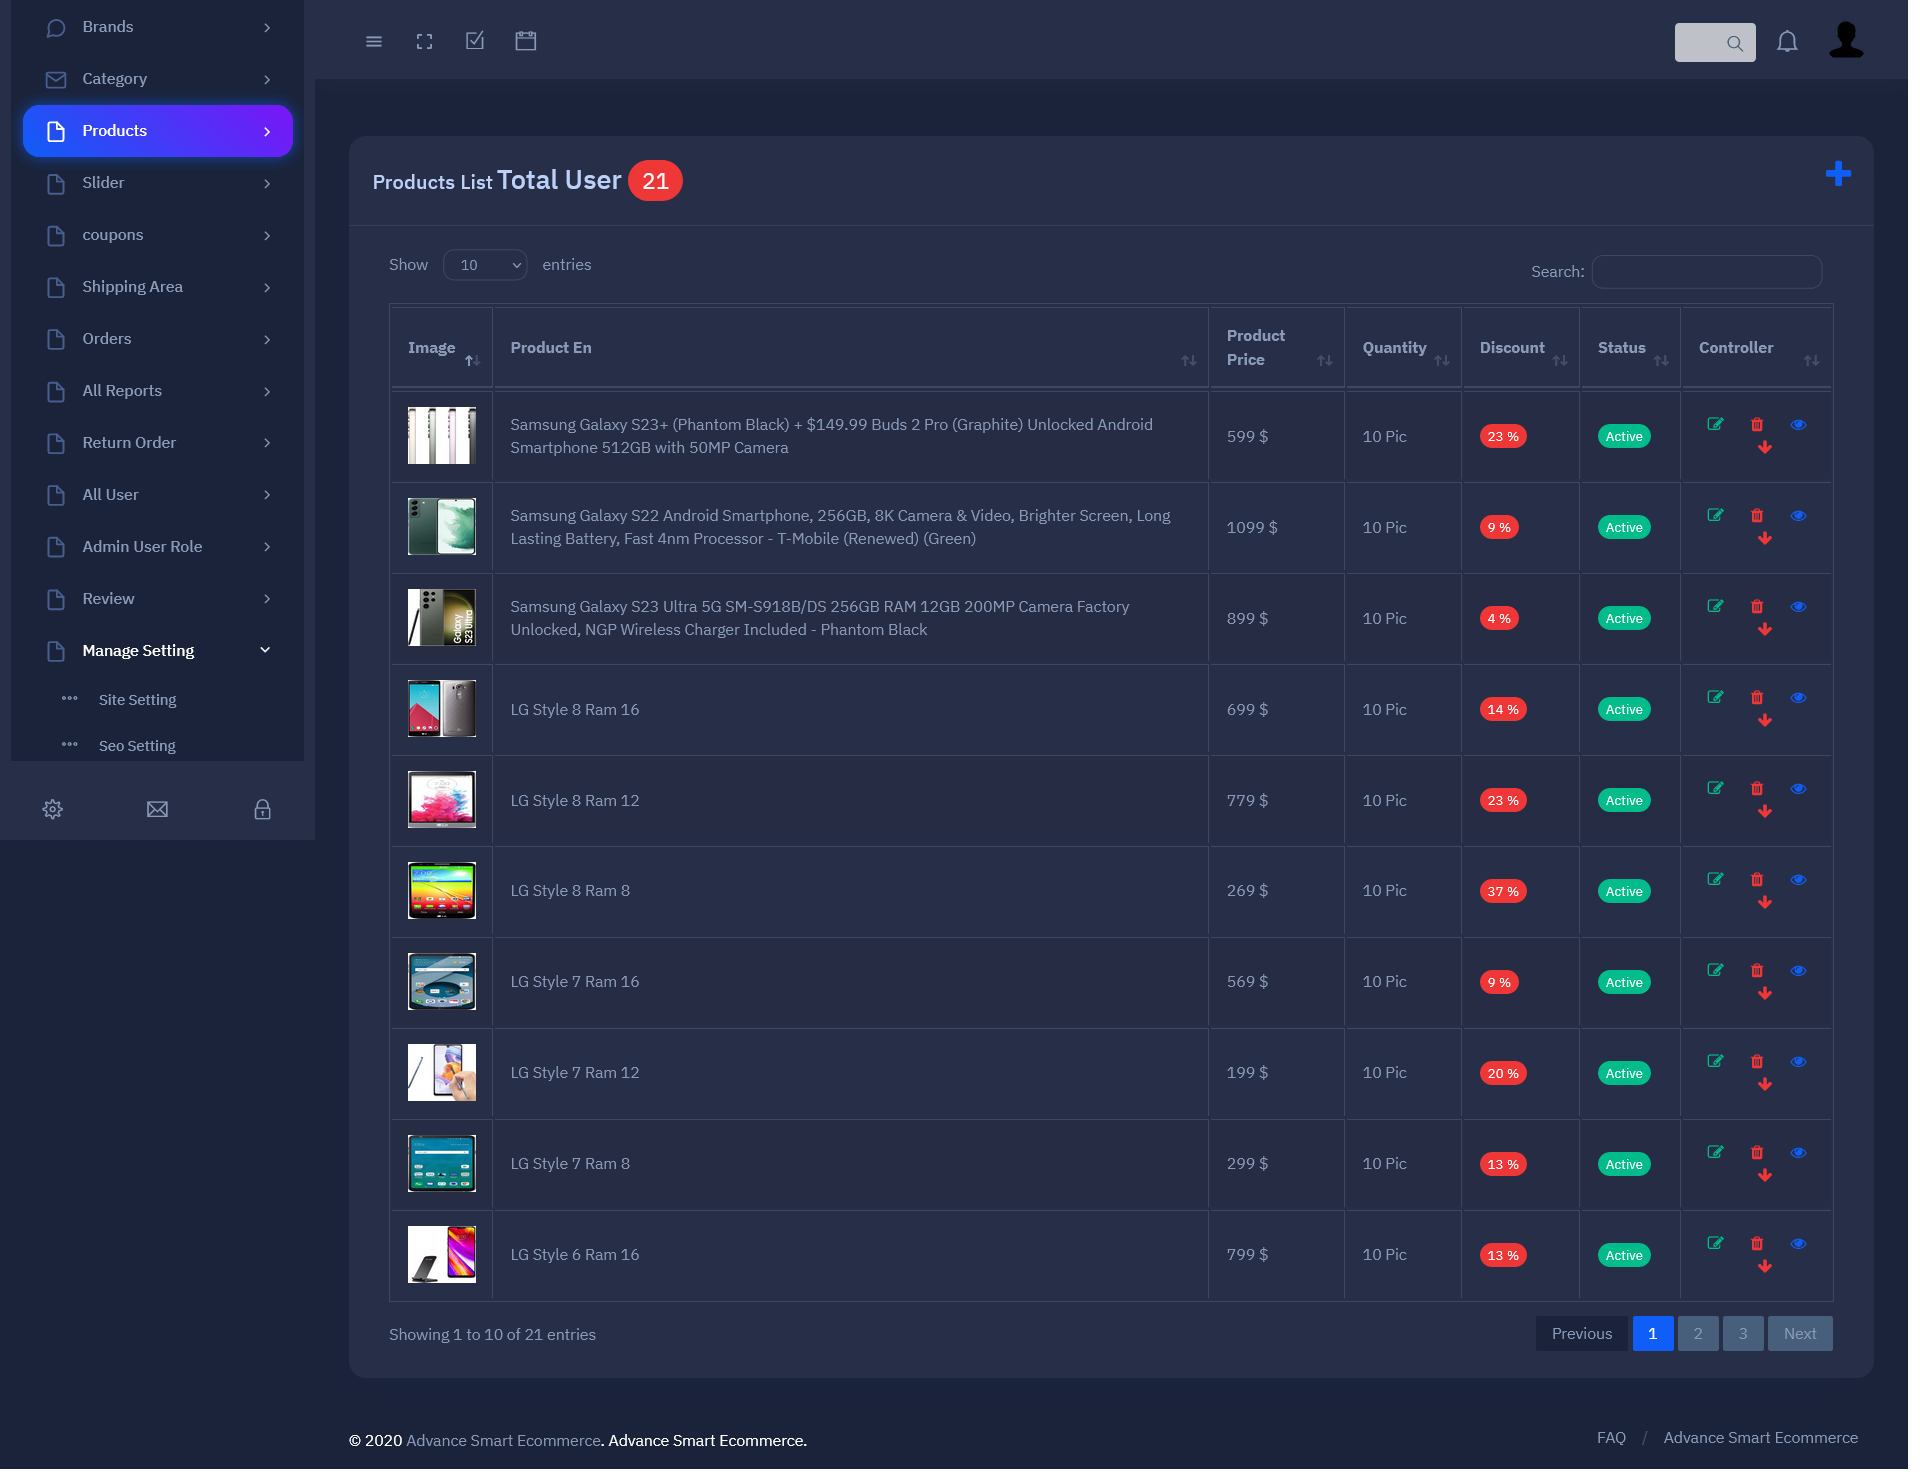 Brands
Category
Products
Slider
coupons
Shipping Area
Orders
All Reports
Return Order
All User
Admin User Role
Review
Manage Setting
Site Setting
Seo Setting
Products List Total User 21
Show 10 entries
Search:
Image Product En Product Price Quantity Discount Status Controller
Samsung Galaxy S23+ (Phantom Black) + $149.99 Buds 2 Pro (Graphite) Unlocked Android
Smartphone 512GB with 50MP Camera
599 $ 10 Pic 23 % Active
Samsung Galaxy S22 Android Smartphone, 256GB, 8K Camera & Video, Brighter Screen, Long
Lasting Battery, Fast 4nm Processor - T-Mobile (Renewed) (Green)
1099 $ 10 Pic 9 % Active
Galaxy
S23 Ultra
Samsung Galaxy S23 Ultra 5G SM-S918B/DS 256GB RAM 12GB 200MP Camera Factory
Unlocked, NGP Wireless Charger Included - Phantom Black
899 $ 10 Pic 4 % Active
LG Style 8 Ram 16 699 $ 10 Pic 14 % Active
LG Style 8 Ram 12 779 $ 10 Pic 23 % Active
LG Style 8 Ram 8 269 $ 10 Pic 37 % Active
LG Style 7 Ram 16 569 $ 10 Pic 9 % Active
LG Style 7 Ram 12 199 $ 10 Pic 20 % Active
LG Style 7 Ram 8 299 $ 10 Pic 13 % Active
LG Style 6 Ram 16 799 $ 10 Pic 13 % Active
Showing 1 to 10 of 21 entries
Previous 1 2 3 Next
© 2020 Advance Smart Ecommerce. Advance Smart Ecommerce.
FAQ / Advance Smart Ecommerce